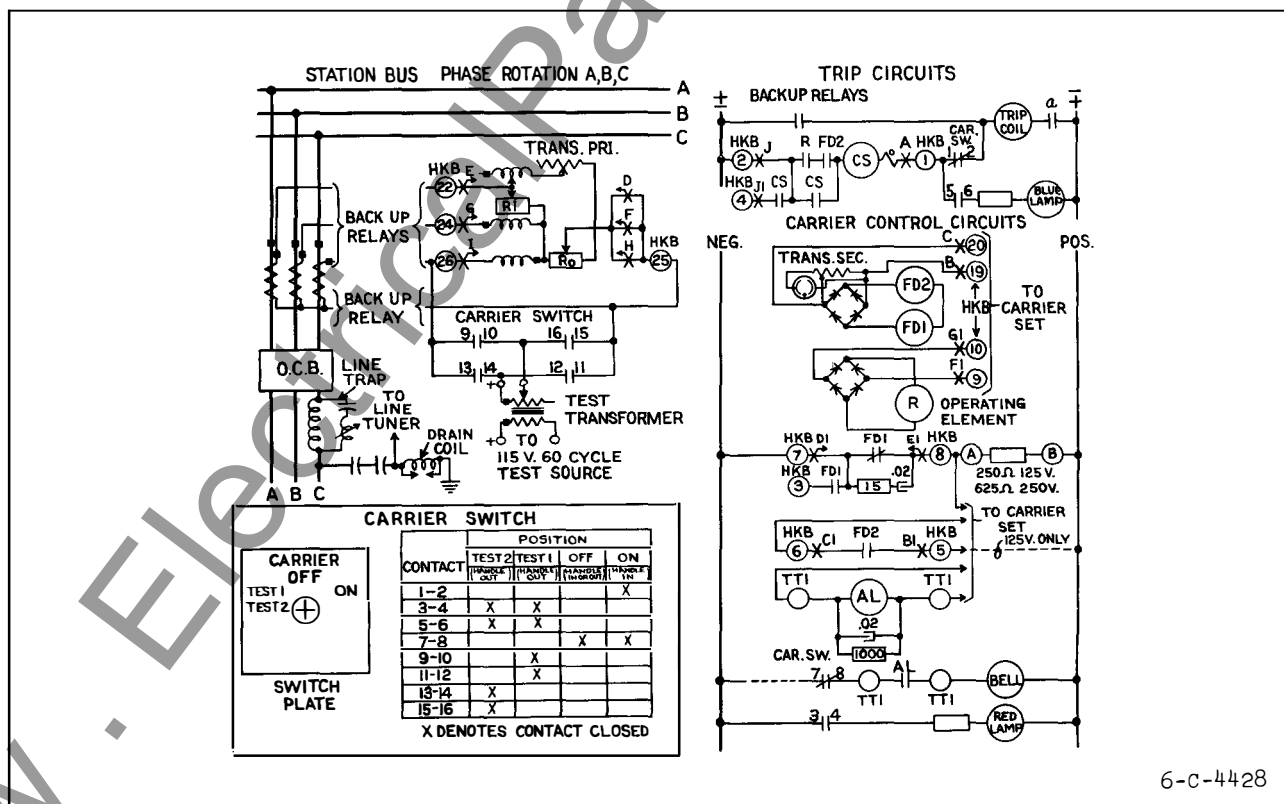 STATION BUS PHASE ROTATION A,B,C
A
B
C
TRANS. PRI.
HKB
22
E
R1
D
24
G
F
BACK UP
RELAYS
26
I
Ro
H
HKB
25
BACK UP
RELAY
CARRIER SWITCH
9 10
16 15
13 14
12 11
O.C.B.
LINE
TRAP
TO
LINE
TUNER
DRAIN
COIL
+
TEST
TRANSFORMER
+
TO
115 V. 60 CYCLE
TEST SOURCE
A B C
TRIP CIRCUITS
BACKUP RELAYS
TRIP
COIL
a
HKB
2
J
R FD2
CS
A
HKB
1
CAR.
SW.
1 2
HKB
4
J1
CS
CS
5 6
BLUE
LAMP
CARRIER CONTROL CIRCUITS
NEG.
POS.
C
20
TRANS. SEC.
B
19
FD2
FD1
HKB
TO
CARRIER
SET
G1
10
F1
9
R
OPERATING
ELEMENT
HKB
7
D1
FD1
E1
HKB
8
A
B
HKB
3
FD1
15
.02
250Ω 125 V.
625Ω 250V.
TO CARRIER
SET
125V. ONLY
HKB
6
C1
FD2
B1
HKB
5
TT1
AL
TT1
.02
1000
CAR. SW.
7 8
TT1
AL
TT1
BELL
3 4
RED
LAMP
CARRIER SWITCH
CARRIER
OFF
TEST 1
ON
TEST 2
SWITCH
PLATE
CONTACT
POSITION
TEST 2 TEST 1 OFF ON
(HANDLE OUT) (HANDLE OUT) (HANDLE IN OR OUT) (HANDLE IN)
1-2 X
3-4 X X
5-6 X X
7-8 X X
9-10 X
11-12 X
13-14 X
15-16 X
X DENOTES CONTACT CLOSED
6-C-4428
www.ElectricalPa